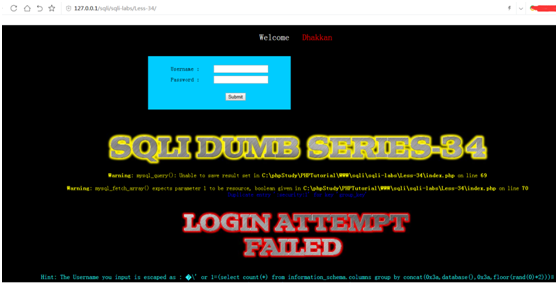 127.0.0.1/sqli/sqli-labs/Less-34/
Welcome Dhakkan
Username :
Password :
Submit
SQLI DUMB SERIES-34
Warning: mysql_query(): Unable to save result set in C:\phpStudy\PHPTutorial\WWW\sqli\sqli-labs\Less-34\index.php on line 69
Warning: mysql_fetch_array() expects parameter 1 to be resource, boolean given in C:\phpStudy\PHPTutorial\WWW\sqli\sqli-labs\Less-34\index.php on line 70
LOGIN ATTEMPT
FAILED
Hint: The Username you input is escaped as : �\' or 1=(select count(*) from information_schema.columns group by concat(0x3a,database(),0x3a,floor(rand(0)*2)))#